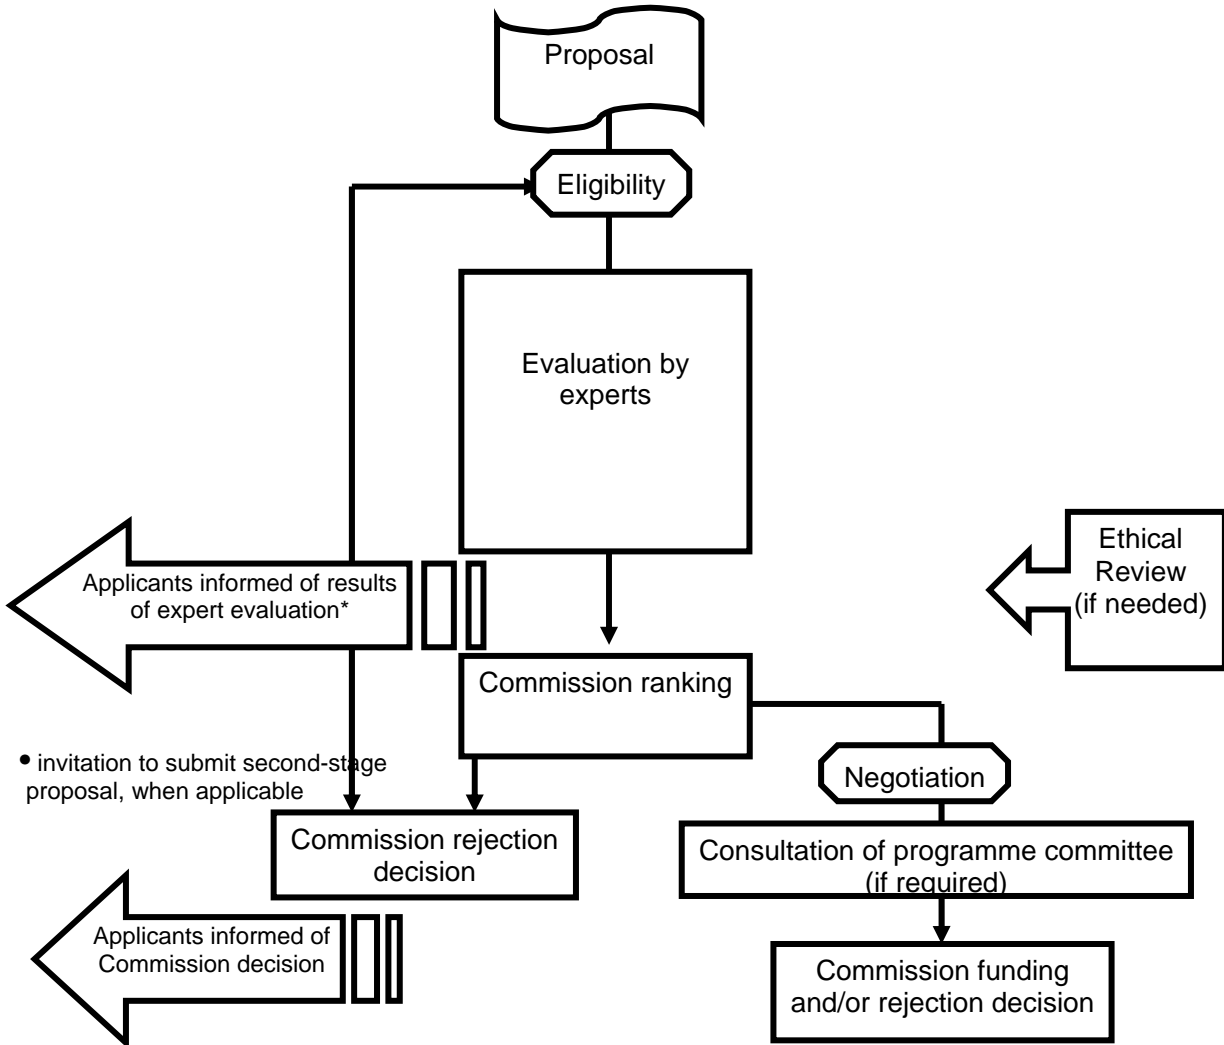 Proposal
Eligibility
Evaluation by
experts
Ethical
Review
(if needed)
Applicants informed of results
of expert evaluation*
Commission ranking
• invitation to submit second-stage
proposal, when applicable
Negotiation
Commission rejection
decision
Consultation of programme committee
(if required)
Applicants informed of
Commission decision
Commission funding
and/or rejection decision